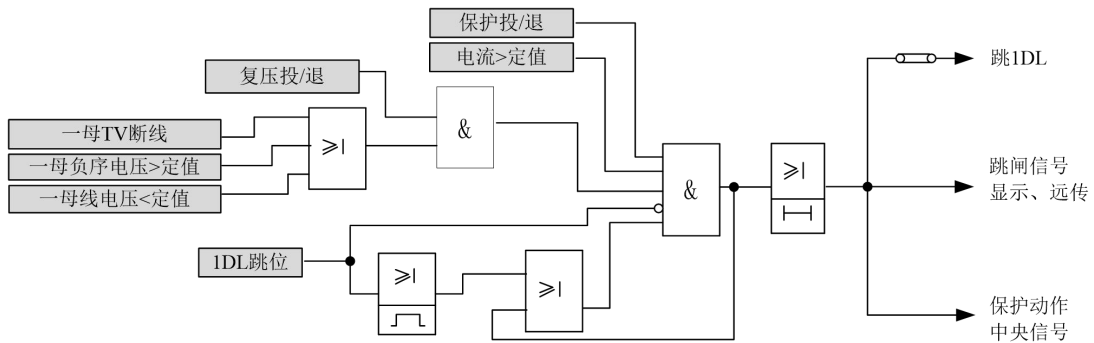 保护投/退
电流>定值
复压投/退
一母TV断线
一母负序电压>定值
一母线电压<定值
1DL跳位
≥1
&
&
≥1
≥1
≥1
跳1DL
跳闸信号
显示、远传
保护动作
中央信号